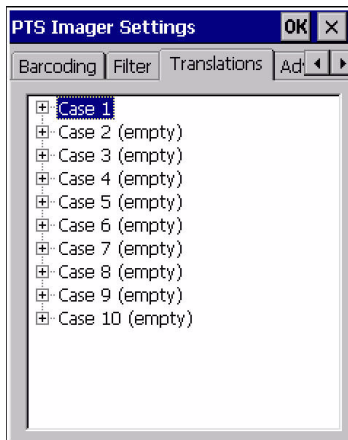 PTS Imager Settings OK ×
Barcoding Filter Translations Ad
Case 1
Case 2 (empty)
Case 3 (empty)
Case 4 (empty)
Case 5 (empty)
Case 6 (empty)
Case 7 (empty)
Case 8 (empty)
Case 9 (empty)
Case 10 (empty)